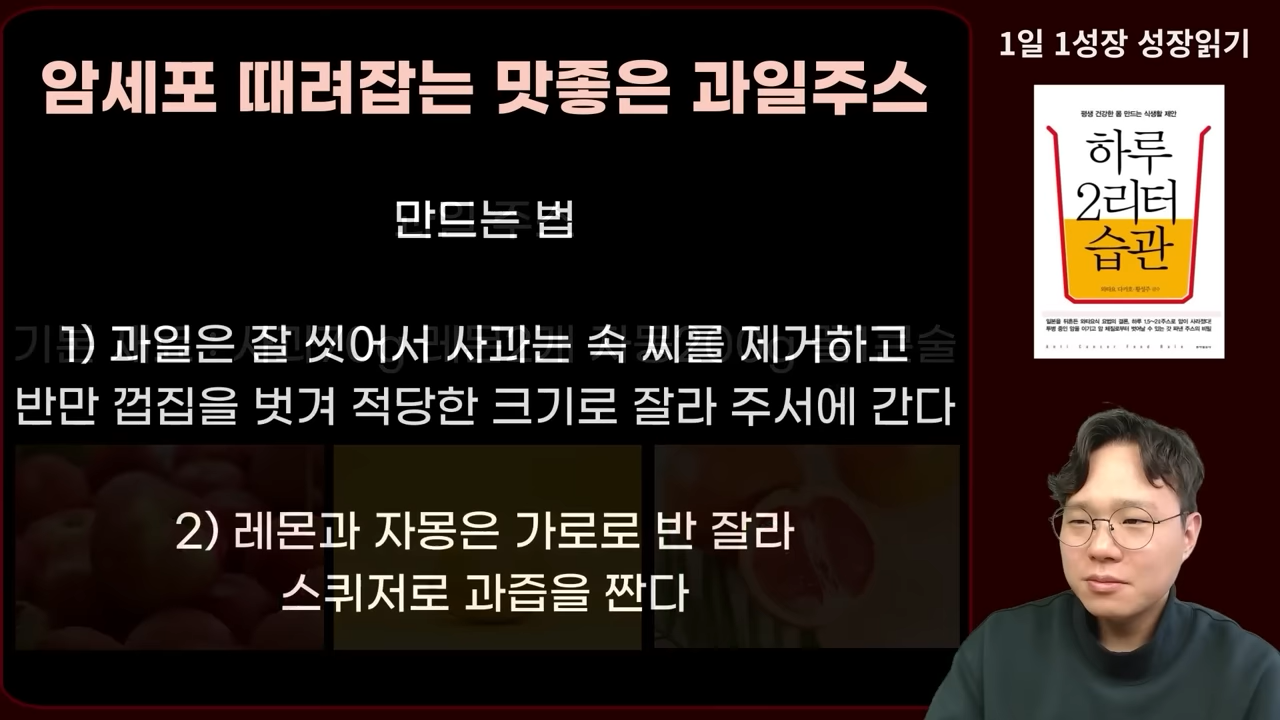 암세포 때려잡는 맛좋은 과일주스
만드는 법
1) 과일은 잘 씻어서 사과는 속 씨를 제거하고
반만 껍집을 벗겨 적당한 크기로 잘라 주서에 간다
2) 레몬과 자몽은 가로로 반 잘라
스퀴저로 과즙을 짠다
1일 1성장 성장읽기
평생 건강한 몸 만드는 식생활 제안
하루
2리터
습관